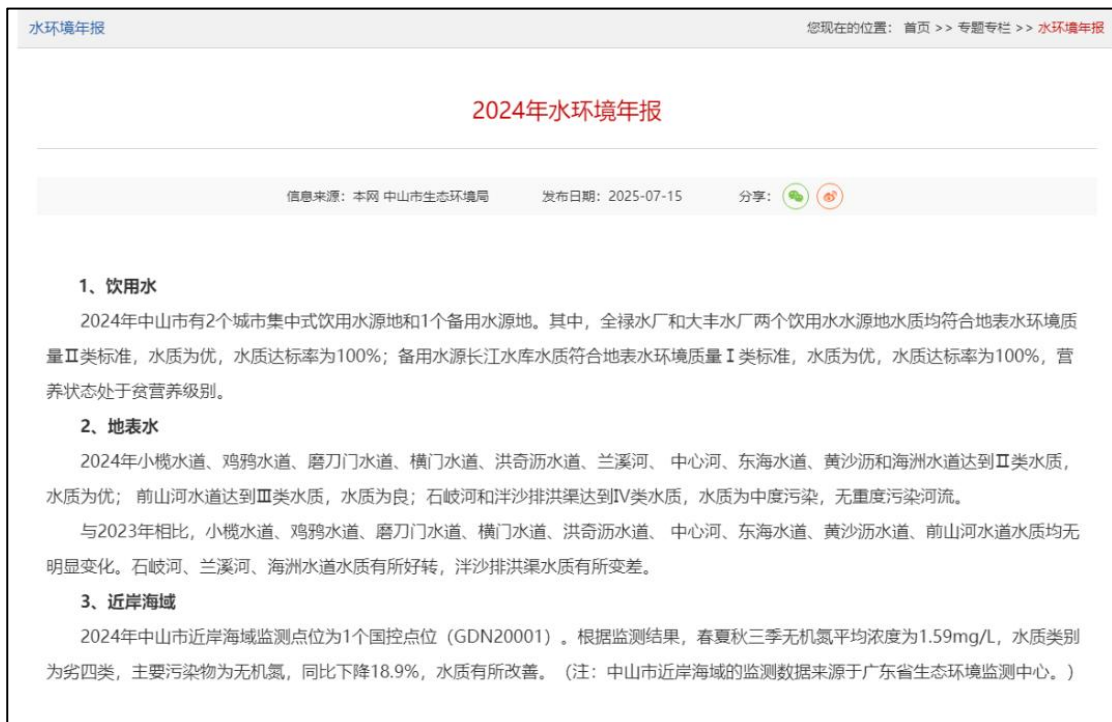 水环境年报
您现在的位置： 首页 >> 专题专栏 >> 水环境年报
2024年水环境年报
信息来源：本网 中山市生态环境局 发布日期：2025-07-15 分享：
1、饮用水
2024年中山市有2个城市集中式饮用水源地和1个备用水源地。其中，全禄水厂和大丰水厂两个饮用水水源地水质均符合地表水环境质
量Ⅱ类标准，水质为优，水质达标率为100%；备用水源长江水库水质符合地表水环境质量Ⅰ类标准，水质为优，水质达标率为100%，营
养状态处于贫营养级别。
2、地表水
2024年小榄水道、鸡鸦水道、磨刀门水道、横门水道、洪奇沥水道、兰溪河、 中心河、东海水道、黄沙沥和海洲水道达到Ⅱ类水质，
水质为优； 前山河水道达到Ⅲ类水质，水质为良；石岐河和泮沙排洪渠达到IV类水质，水质为中度污染，无重度污染河流。
与2023年相比，小榄水道、鸡鸦水道、磨刀门水道、横门水道、洪奇沥水道、 中心河、东海水道、黄沙沥水道、前山河水道水质均无
明显变化。石岐河、兰溪河、海洲水道水质有所好转，泮沙排洪渠水质有所变差。
3、近岸海域
2024年中山市近岸海域监测点位为1个国控点位（GDN20001）。根据监测结果，春夏秋三季无机氮平均浓度为1.59mg/L，水质类别
为劣四类，主要污染物为无机氮，同比下降18.9%，水质有所改善。（注：中山市近岸海域的监测数据来源于广东省生态环境监测中心。）